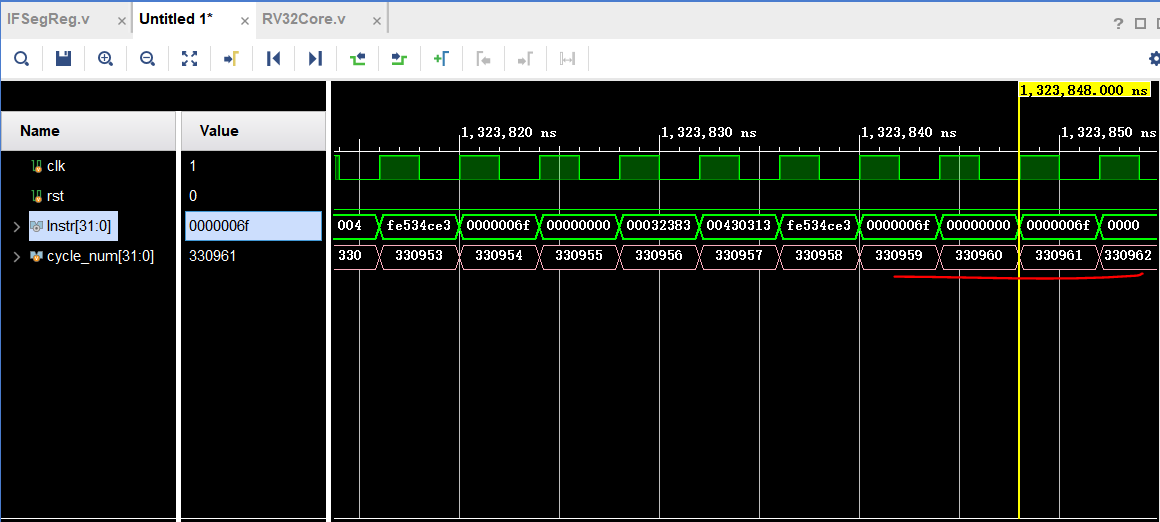 IFSegReg.v × Untitled 1* × RV32Core.v ×
?
1,323,848.000 ns
Name Value
1,323,820 ns 1,323,830 ns 1,323,840 ns 1,323,850 ns
clk 1
rst 0
Instr[31:0] 0000006f 004 fe534ce3 0000006f 00000000 00032383 00430313 fe534ce3 0000006f 00000000 0000006f 0000
cycle_num[31:0] 330961 330 330953 330954 330955 330956 330957 330958 330959 330960 330961 330962